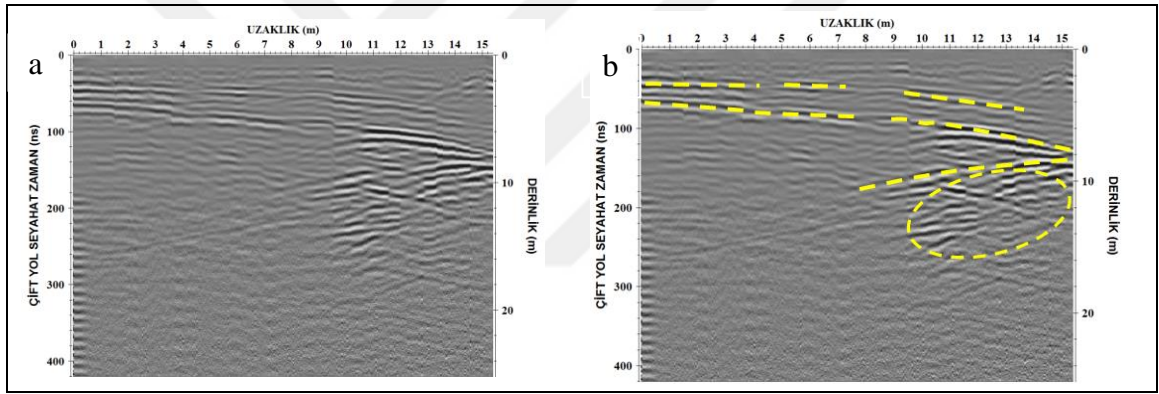 a
UZAKLIK (m)
0 1 2 3 4 5 6 7 8 9 10 11 12 13 14 15
ÇİFT YOL SEYAHAT ZAMAN (ns)
0
100
200
300
400
0
10
20
DERİNLİK (m)
b
UZAKLIK (m)
0 1 2 3 4 5 6 7 8 9 10 11 12 13 14 15
ÇİFT YOL SEYAHAT ZAMAN (ns)
0
100
200
300
400
0
10
20
DERİNLİK (m)